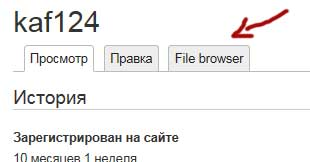 kaf124
Просмотр Правка File browser
История
Зарегистрирован на сайте
10 месяцев 1 неделя